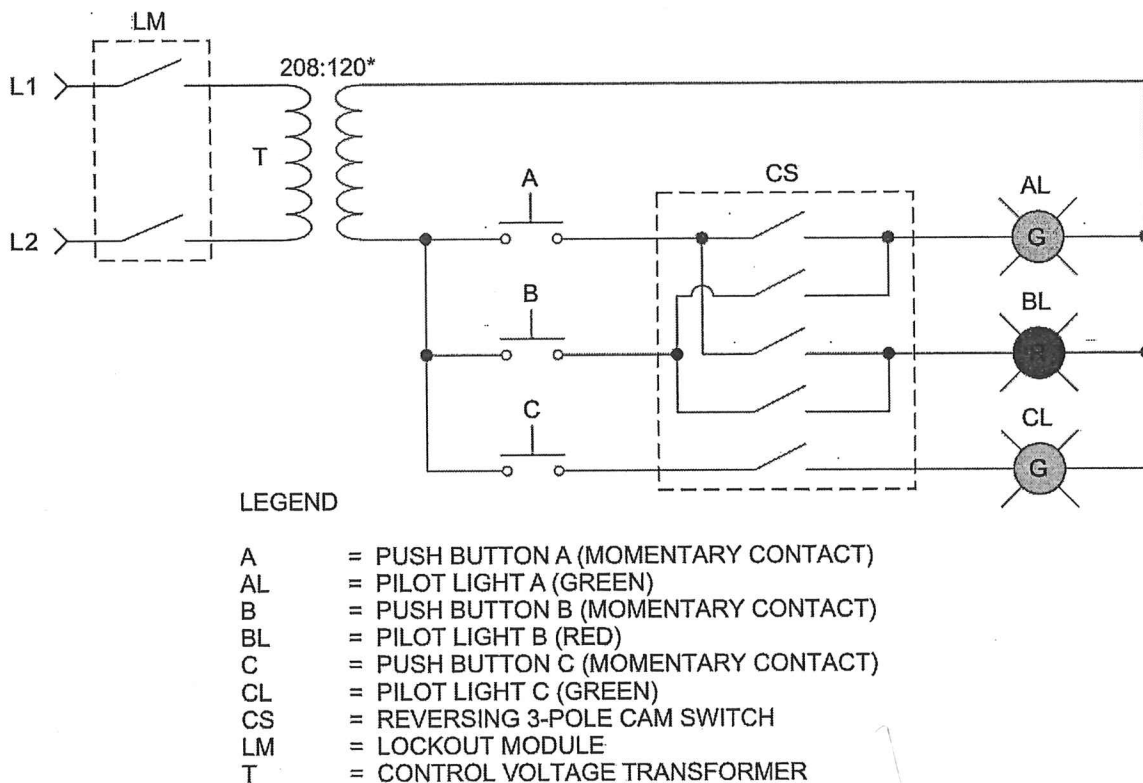 LM
208:120*
L1
T
L2
A
CS
AL
G
B
BL
R
C
CL
G
LEGEND
A = PUSH BUTTON A (MOMENTARY CONTACT)
AL = PILOT LIGHT A (GREEN)
B = PUSH BUTTON B (MOMENTARY CONTACT)
BL = PILOT LIGHT B (RED)
C = PUSH BUTTON C (MOMENTARY CONTACT)
CL = PILOT LIGHT C (GREEN)
CS = REVERSING 3-POLE CAM SWITCH
LM = LOCKOUT MODULE
T = CONTROL VOLTAGE TRANSFORMER